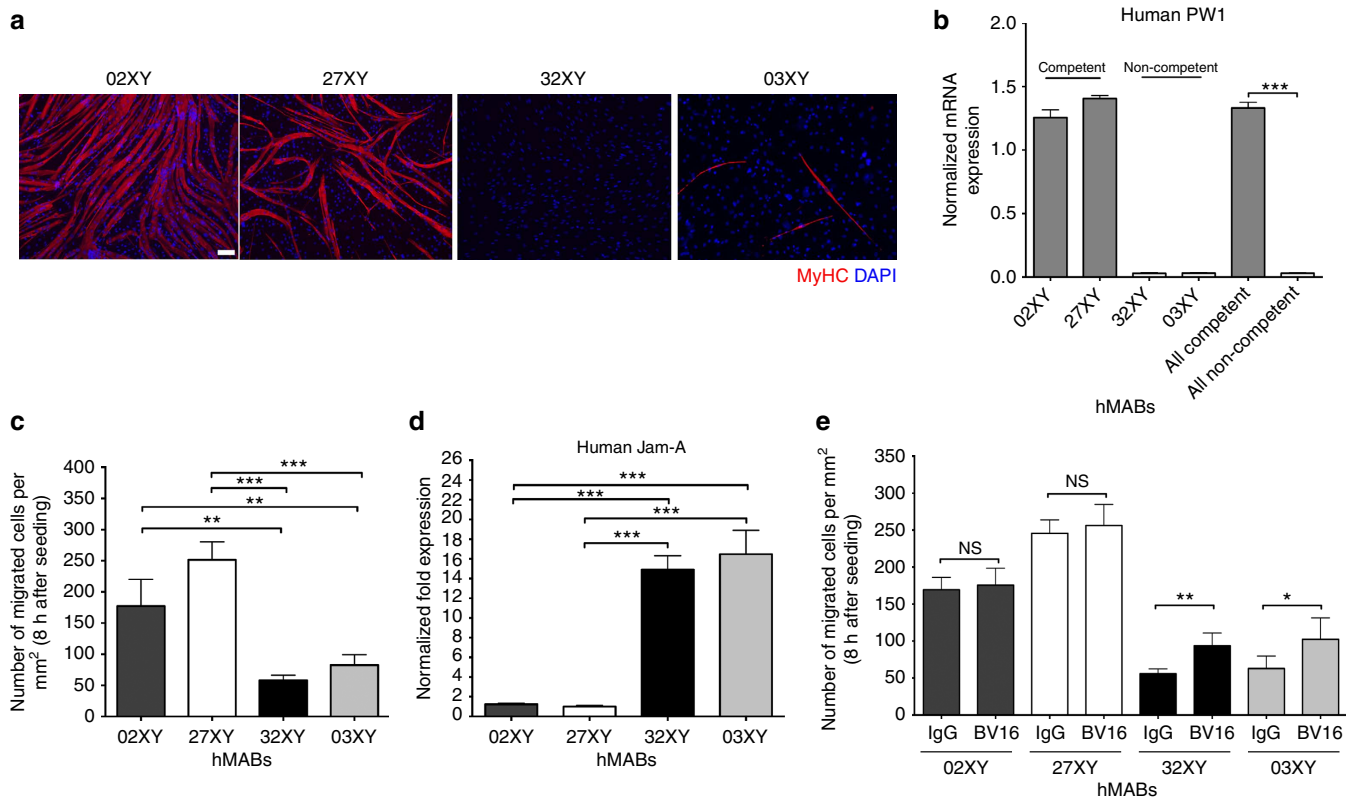 a
02XY 27XY 32XY 03XY
MyHC DAPI
b
Human PW1
Normalized mRNA
expression
2.0
1.5
1.0
0.5
0.0
Competent Non-competent
***
02XY 27XY 32XY 03XY All competent All non-competent
hMABs
c
Number of migrated cells per
mm² (8 h after seeding)
400
350
300
250
200
150
100
50
0
***
***
**
**
02XY 27XY 32XY 03XY
hMABs
d
Human Jam-A
Normalized fold expression
26
24
22
20
18
16
14
12
10
8
6
4
2
0
***
***
***
***
02XY 27XY 32XY 03XY
hMABs
e
Number of migrated cells per mm²
(8 h after seeding)
350
300
250
200
150
100
50
0
NS
NS
**
*
IgG BV16 IgG BV16 IgG BV16 IgG BV16
02XY 27XY 32XY 03XY
hMABs